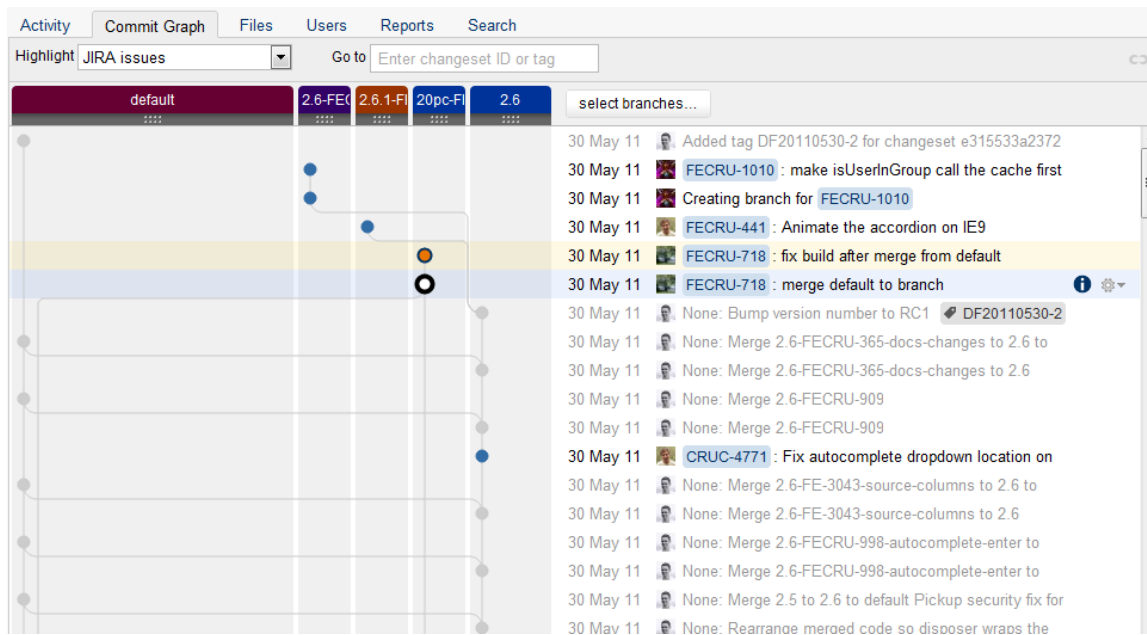 Activity Commit Graph Files Users Reports Search
Highlight JIRA issues Go to Enter changeset ID or tag
default 2.6-FE 2.6.1-F 20pc-F 2.6 select branches...
30 May 11 Added tag DF20110530-2 for changeset e315533a2372
30 May 11 FECRU-1010 : make isUserInGroup call the cache first
30 May 11 Creating branch for FECRU-1010
30 May 11 FECRU-441 : Animate the accordion on IE9
30 May 11 FECRU-718 : fix build after merge from default
30 May 11 FECRU-718 : merge default to branch
30 May 11 None: Bump version number to RC1 DF20110530-2
30 May 11 None: Merge 2.6-FECRU-365-docs-changes to 2.6 to
30 May 11 None: Merge 2.6-FECRU-365-docs-changes to 2.6
30 May 11 None: Merge 2.6-FECRU-909
30 May 11 None: Merge 2.6-FECRU-909
30 May 11 CRUC-4771 : Fix autocomplete dropdown location on
30 May 11 None: Merge 2.6-FE-3043-source-columns to 2.6 to
30 May 11 None: Merge 2.6-FE-3043-source-columns to 2.6
30 May 11 None: Merge 2.6-FECRU-998-autocomplete-enter to
30 May 11 None: Merge 2.6-FECRU-998-autocomplete-enter to
30 May 11 None: Merge 2.5 to 2.6 to default Pickup security fix for
30 May 11 None: Rearrange merged code so disposer wraps the